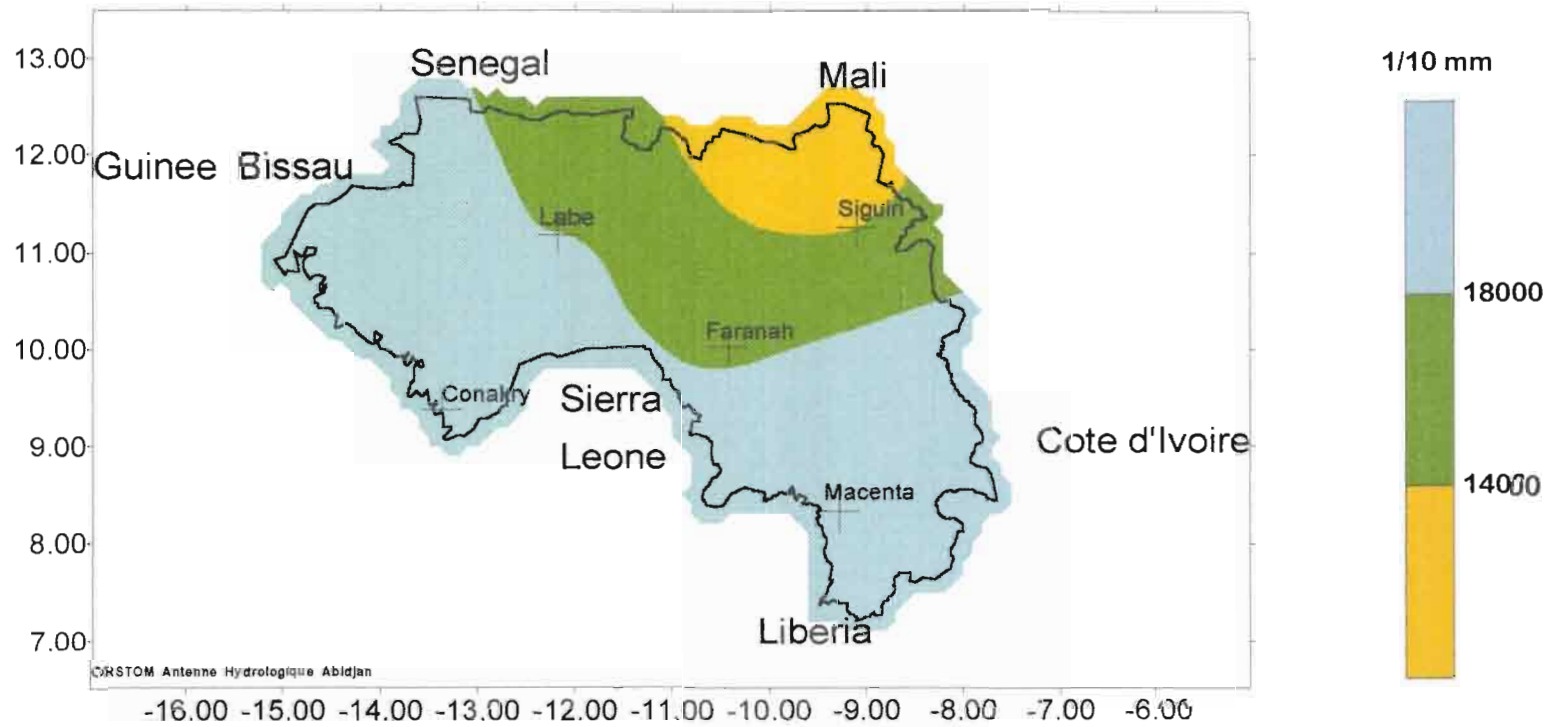 1/10 mm
13.00
12.00
11.00
10.00
9.00
8.00
7.00
Senegal
Mali
Guinee Bissau
Labe
Siguiri
Faranah
Conakry
Sierra
Leone
Cote d'Ivoire
Macenta
Liberia
ORSTOM Antenne Hydrologique Abidjan
-16.00 -15.00 -14.00 -13.00 -12.00 -11.00 -10.00 -9.00 -8.00 -7.00 -6.00
18000
14000